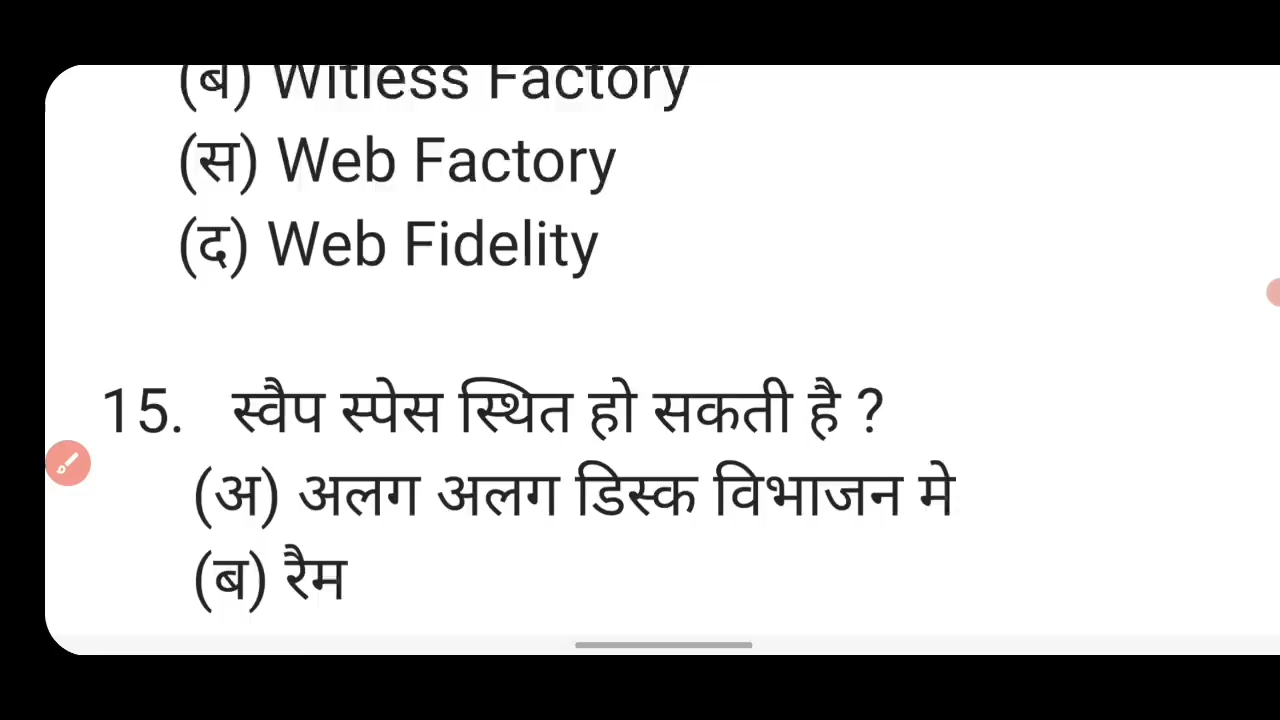 (ब) Witless Factory
(स) Web Factory
(द) Web Fidelity
15. स्वैप स्पेस स्थित हो सकती है ?
(अ) अलग अलग डिस्क विभाजन मे
(ब) रैम